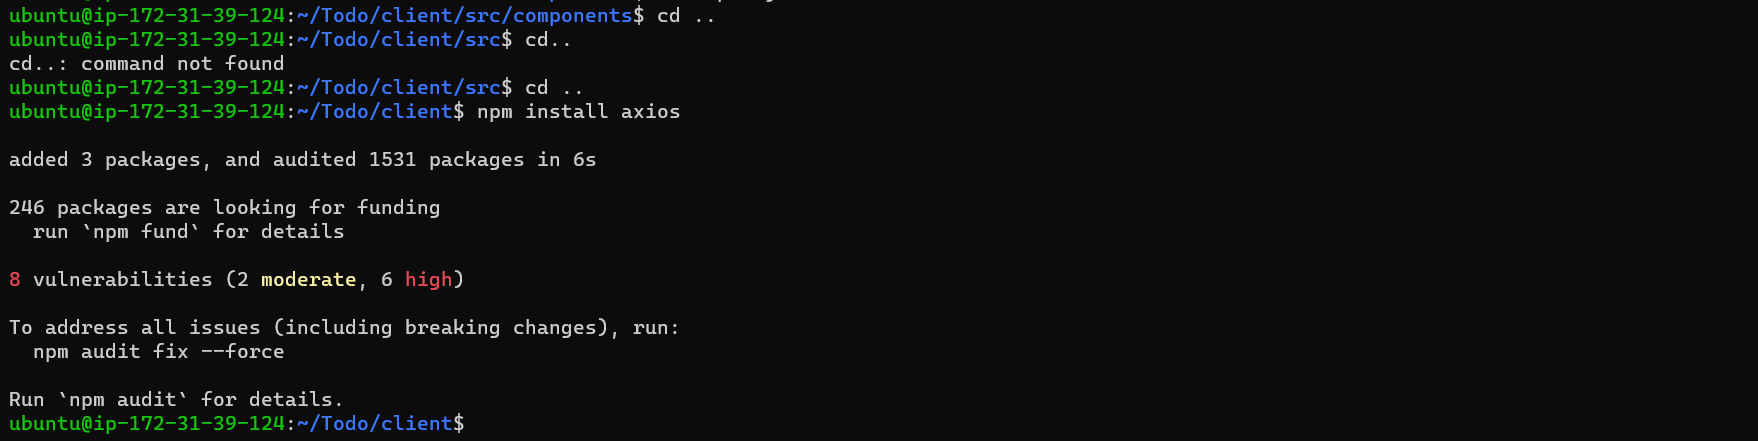 ubuntu@ip-172-31-39-124:~/Todo/client/src/components$ cd ..
ubuntu@ip-172-31-39-124:~/Todo/client/src$ cd..
cd..: command not found
ubuntu@ip-172-31-39-124:~/Todo/client/src$ cd ..
ubuntu@ip-172-31-39-124:~/Todo/client$ npm install axios
added 3 packages, and audited 1531 packages in 6s
246 packages are looking for funding
  run `npm fund` for details
8 vulnerabilities (2 moderate, 6 high)
To address all issues (including breaking changes), run:
  npm audit fix --force
Run `npm audit` for details.
ubuntu@ip-172-31-39-124:~/Todo/client$